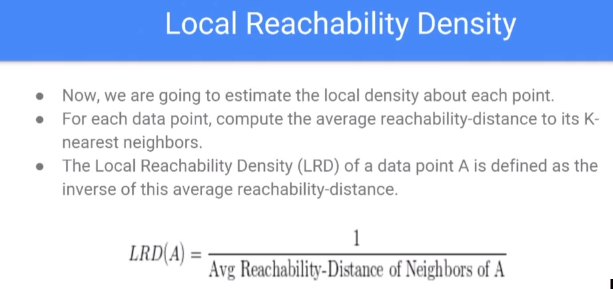 Local Reachability Density
● Now, we are going to estimate the local density about each point.
● For each data point, compute the average reachability-distance to its K-
nearest neighbors.
● The Local Reachability Density (LRD) of a data point A is defined as the
inverse of this average reachability-distance.
LRD(A) = 1 / Avg Reachability-Distance of Neighbors of A